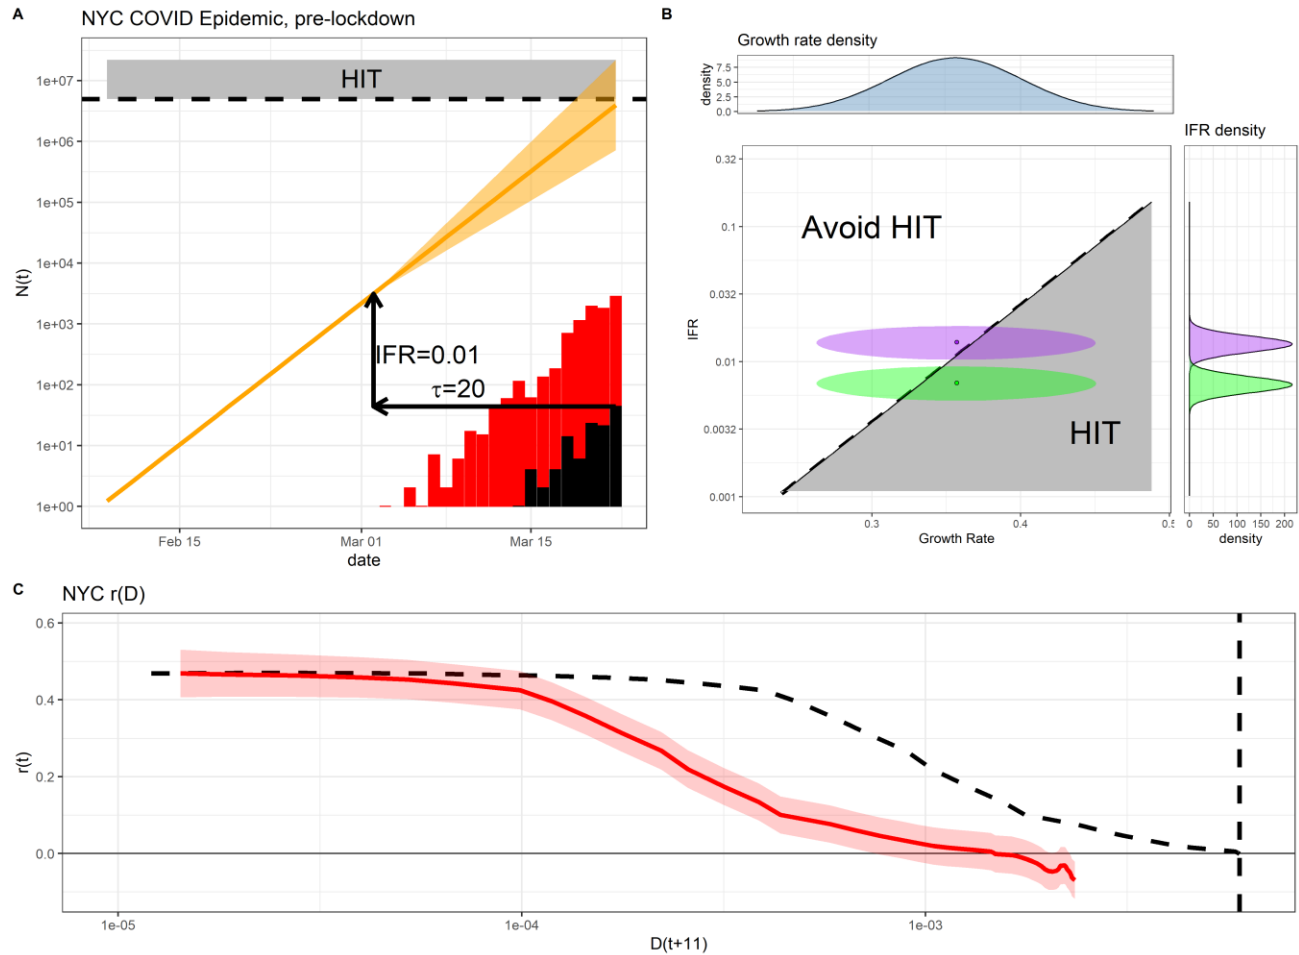 A
NYC COVID Epidemic, pre-lockdown
N(t)
1e+07
1e+06
1e+05
1e+04
1e+03
1e+02
1e+01
1e+00
HIT
IFR=0.01
τ=20
Feb 15
Mar 01
Mar 15
date
B
Growth rate density
density
7.5
5.0
2.5
0.0
IFR density
IFR
0.32
0.1
0.032
0.01
0.0032
0.001
Avoid HIT
HIT
0.3
0.4
0.5
Growth Rate
0
50
100
150
200
density
C
NYC r(D)
r(t)
0.6
0.4
0.2
0.0
1e-05
1e-04
1e-03
D(t+11)